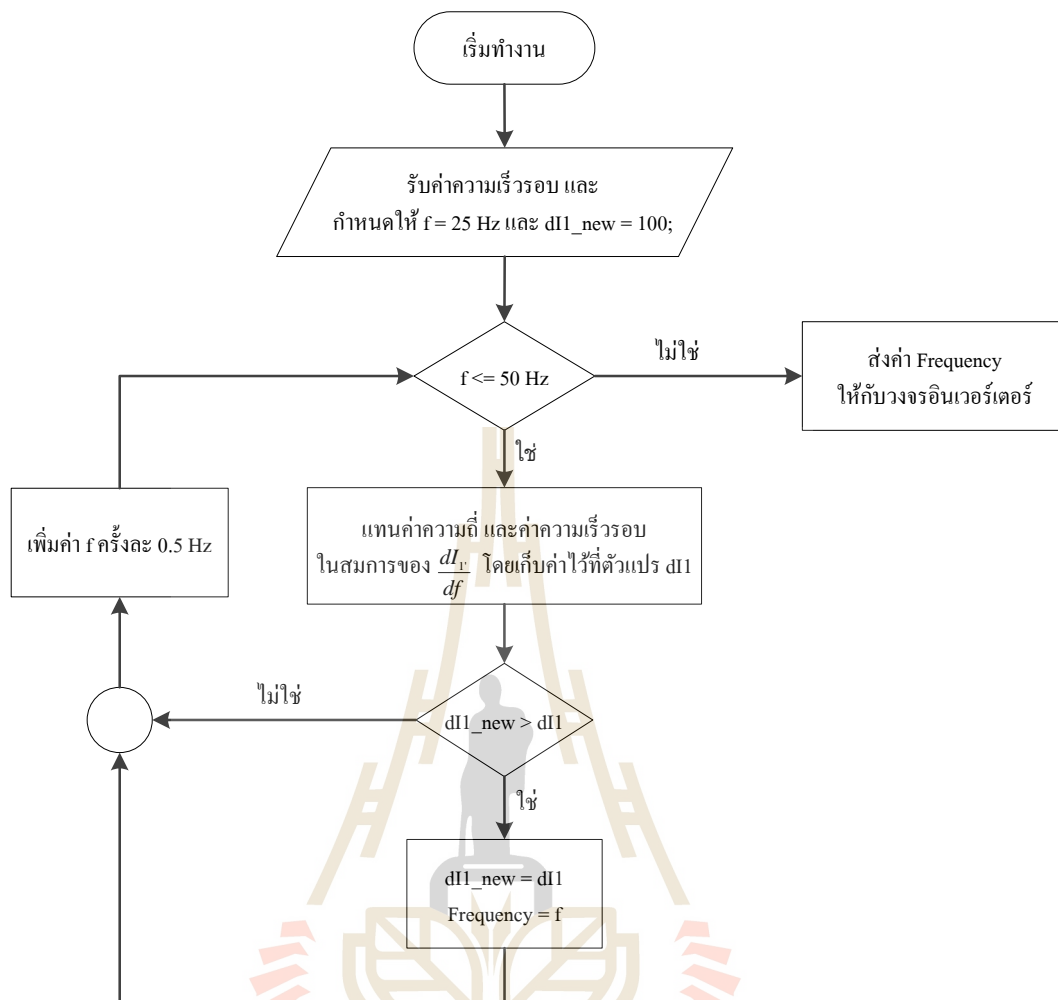 เริ่มทำงาน
รับค่าความเร็วรอบ และ
กำหนดให้ f = 25 Hz และ dI1_new = 100;
f <= 50 Hz
ไม่ใช่
ส่งค่า Frequency
ให้กับวงจรอินเวอร์เตอร์
ใช่
เพิ่มค่า f ครั้งละ 0.5 Hz
แทนค่าความถี่ และค่าความเร็วรอบ
ในสมการของ dI_{1'}/df โดยเก็บค่าไว้ที่ตัวแปร dI1
ไม่ใช่
dI1_new > dI1
ใช่
dI1_new = dI1
Frequency = f